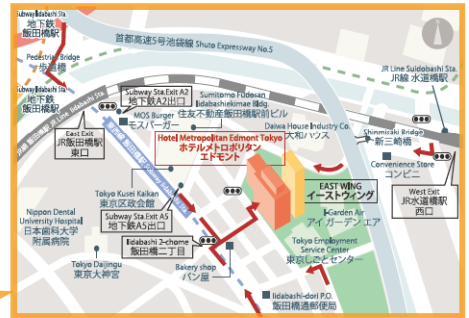 Subway Iidabashi Sta.
地下鉄
飯田橋駅
首都高速5号池袋線 Shuto Expressway No.5
Pedestrian Bridge
歩道橋
地下鉄
飯田橋駅
Subway Sta.Exit A2
地下鉄A2出口
Sumitomo Fudosan
Iidabashiekimae Bldg.
住友不動産飯田橋駅前ビル
JR Line Suidobashi Sta.
JR線 水道橋駅
MOS Burger
モスバーガー
East Exit
JR飯田橋駅
東口
Daiwa House Industry Co.
大和ハウス
Shinmisaki Bridge
新三崎橋
Hotel Metropolitan Edmont Tokyo
ホテルメトロポリタン
エドモント
Convenience Store
コンビニ
West Exit
JR水道橋駅
西口
EAST WING
イーストウィング
Tokyo Kusei Kaikan
東京区政会館
Subway Sta.Exit A5
地下鉄A5出口
I-Garden Air
アイ ガーデン エア
Nippon Dental
University Hospital
日本歯科大学
附属病院
Iidabashi 2-chome
飯田橋二丁目
Tokyo Employment
Service Center
東京しごとセンター
Tokyo Daijingu
東京大神宮
Bakery shop
パン屋
Iidabashi-dori P.O.
飯田橋通郵便局